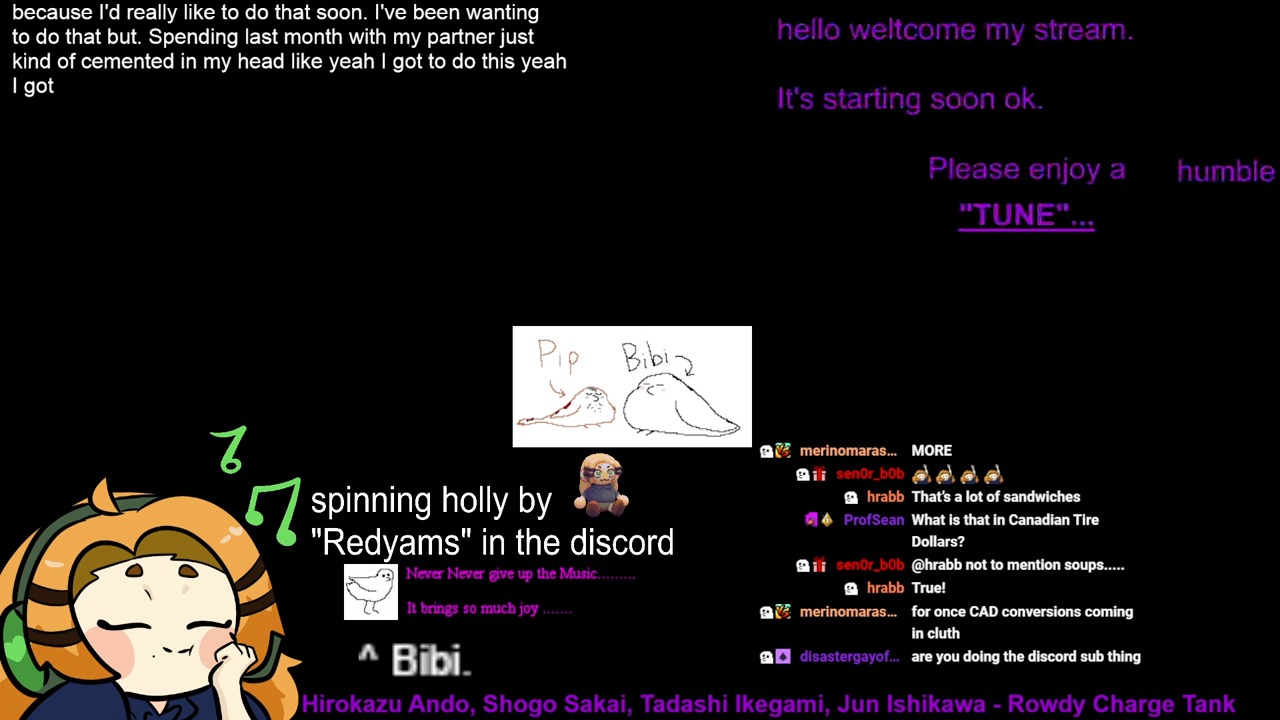 because I'd really like to do that soon. I've been wanting
to do that but. Spending last month with my partner just
kind of cemented in my head like yeah I got to do this yeah
I got
hello weltcome my stream.
It's starting soon ok.
Please enjoy a humble
"TUNE"...
Pip
Bibi
spinning holly by
"Redyams" in the discord
Never Never give up the Music.........
It brings so much joy .......
^ Bibi.
merinomaras... MORE
sen0r_b0b
hrabb That's a lot of sandwiches
ProfSean What is that in Canadian Tire
Dollars?
sen0r_b0b @hrabb not to mention soups.....
hrabb True!
merinomaras... for once CAD conversions coming
in cluth
disastergayof... are you doing the discord sub thing
Hirokazu Ando, Shogo Sakai, Tadashi Ikegami, Jun Ishikawa - Rowdy Charge Tank